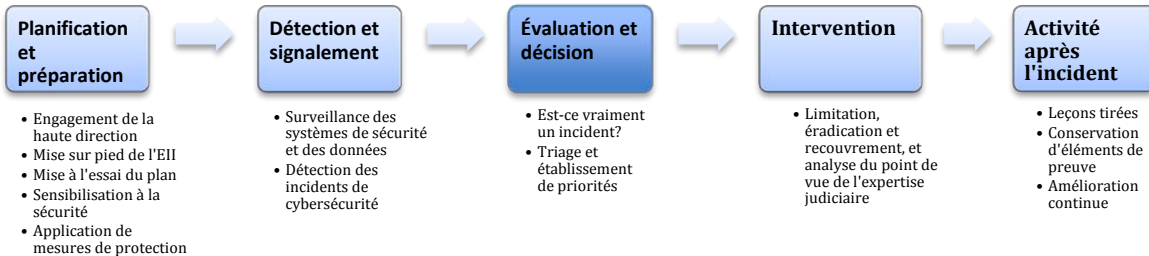 Planification
et
préparation
Détection et
signalement
Évaluation et
décision
Intervention
Activité
après
l'incident
• Engagement de la
haute direction
• Mise sur pied de l'EII
• Mise à l'essai du plan
• Sensibilisation à la
sécurité
• Application de
mesures de protection
• Surveillance des
systèmes de sécurité
et des données
• Détection des
incidents de
cybersécurité
• Est-ce vraiment
un incident?
• Triage et
établissement
de priorités
• Limitation,
éradication et
recouvrement, et
analyse du point de
vue de l'expertise
judiciaire
• Leçons tirées
• Conservation
d'éléments de
preuve
• Amélioration
continue